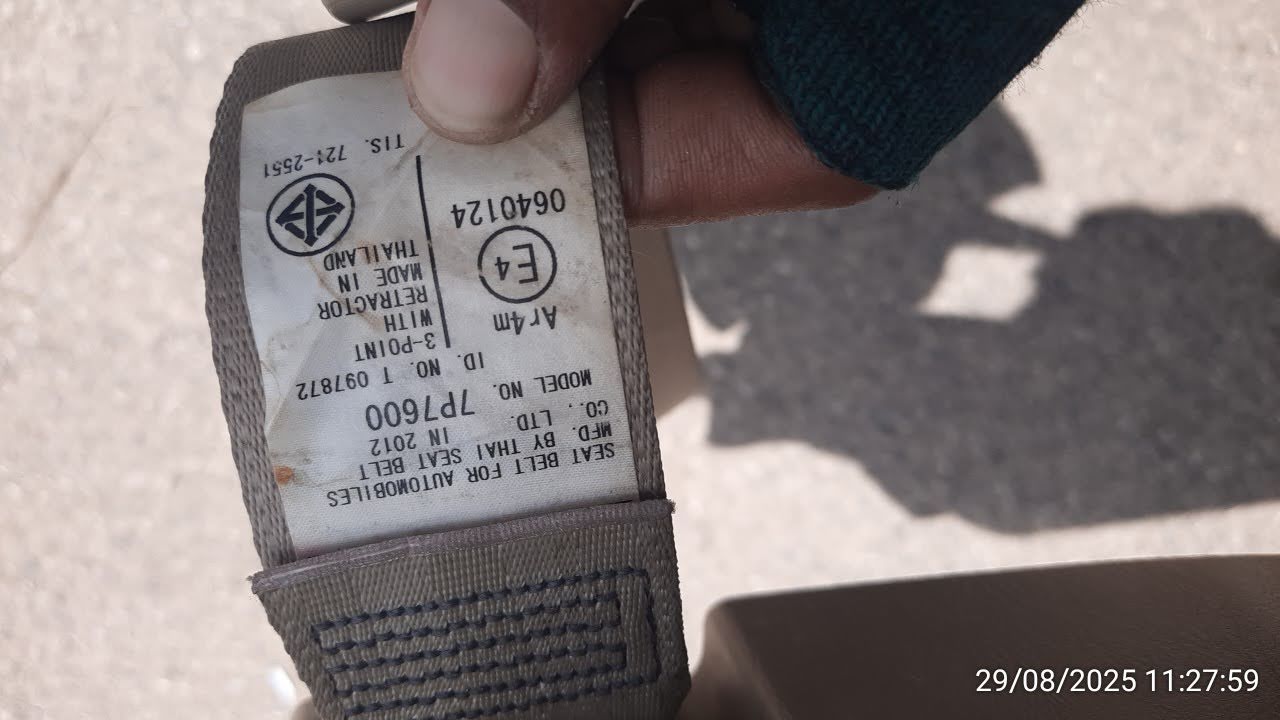 SEAT BELT FOR AUTOMOBILES
MFD. BY THAI SEAT BELT
CO., LTD. IN 2012
MODEL NO. 7P7600
ID. NO. T 097872
Ar4m
E4
0640124
3-POINT
WITH
RETRACTOR
MADE IN
THAILAND
TIS. 721-2551
29/08/2025 11:27:59